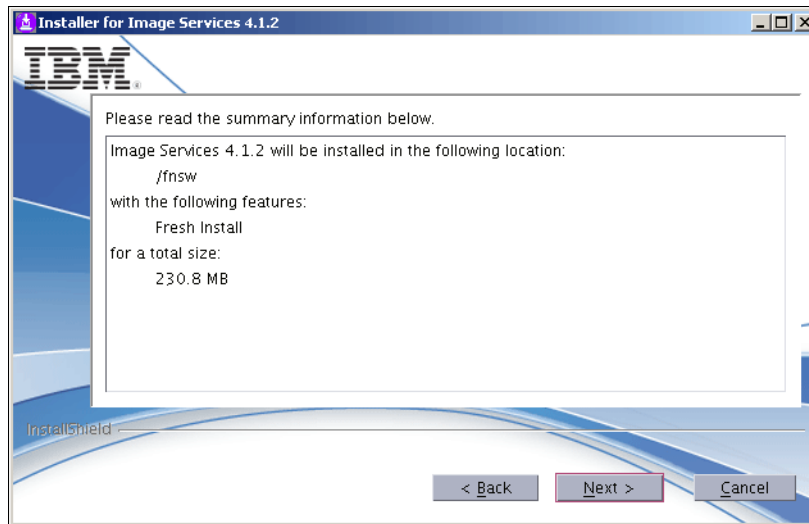 Installer for Image Services 4.1.2
IBM
Please read the summary information below.
Image Services 4.1.2 will be installed in the following location:
/fnsw
with the following features:
Fresh Install
for a total size:
230.8 MB
InstallShield
< Back Next > Cancel